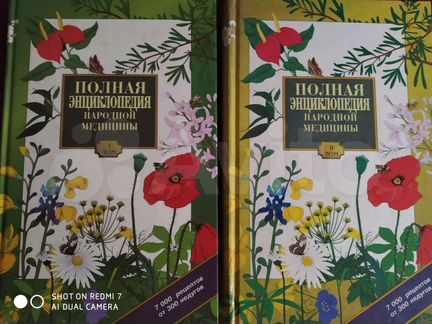 ПОЛНАЯ
ЭНЦИКЛОПЕДИЯ
НАРОДНОЙ
МЕДИЦИНЫ
I ТОМ
7 000 рецептов
от 300 недугов
ПОЛНАЯ
ЭНЦИКЛОПЕДИЯ
НАРОДНОЙ
МЕДИЦИНЫ
II ТОМ
7 000 рецептов
от 300 недугов
SHOT ON REDMI 7
AI DUAL CAMERA